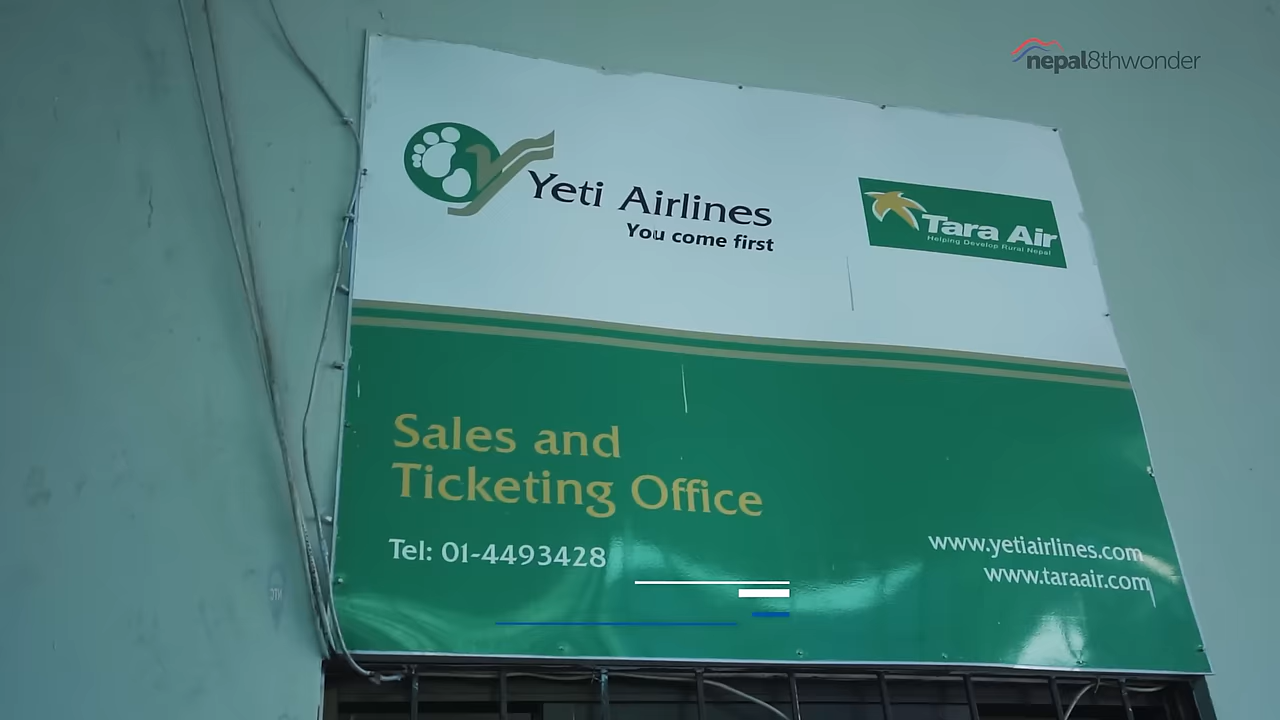 nepal8thwonder
Yeti Airlines
You come first
Tara Air
Helping Develop Rural Nepal
Sales and
Ticketing Office
Tel: 01-4493428
www.yetiairlines.com
www.taraair.com